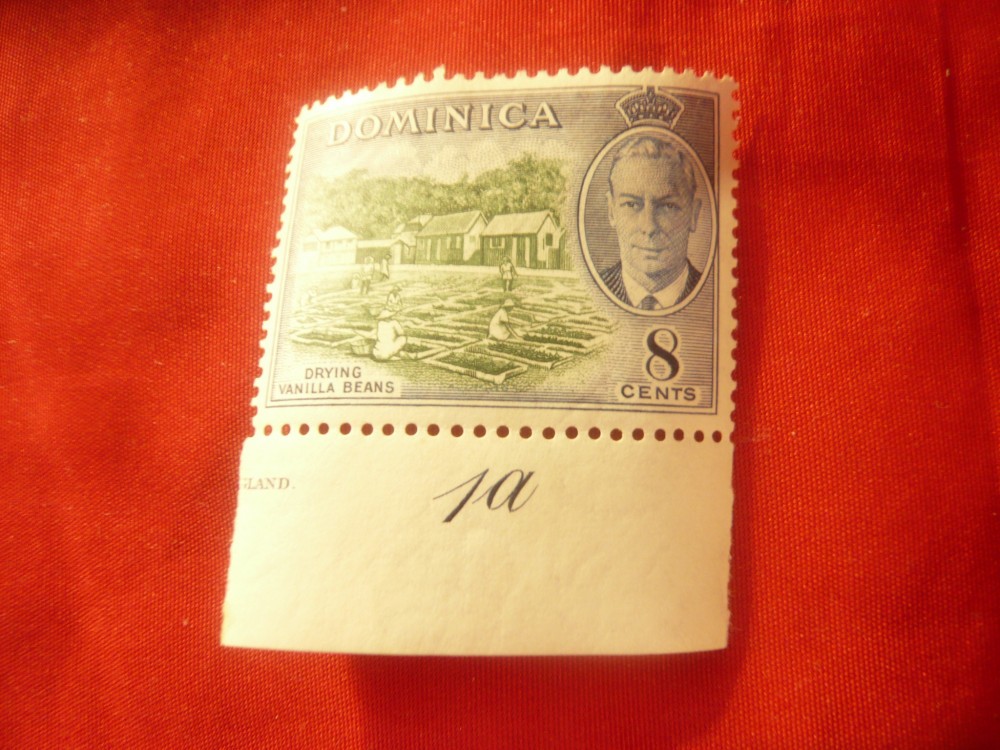 DOMINICA
8
CENTS
DRYING
VANILLA BEANS
GLAND.
1a